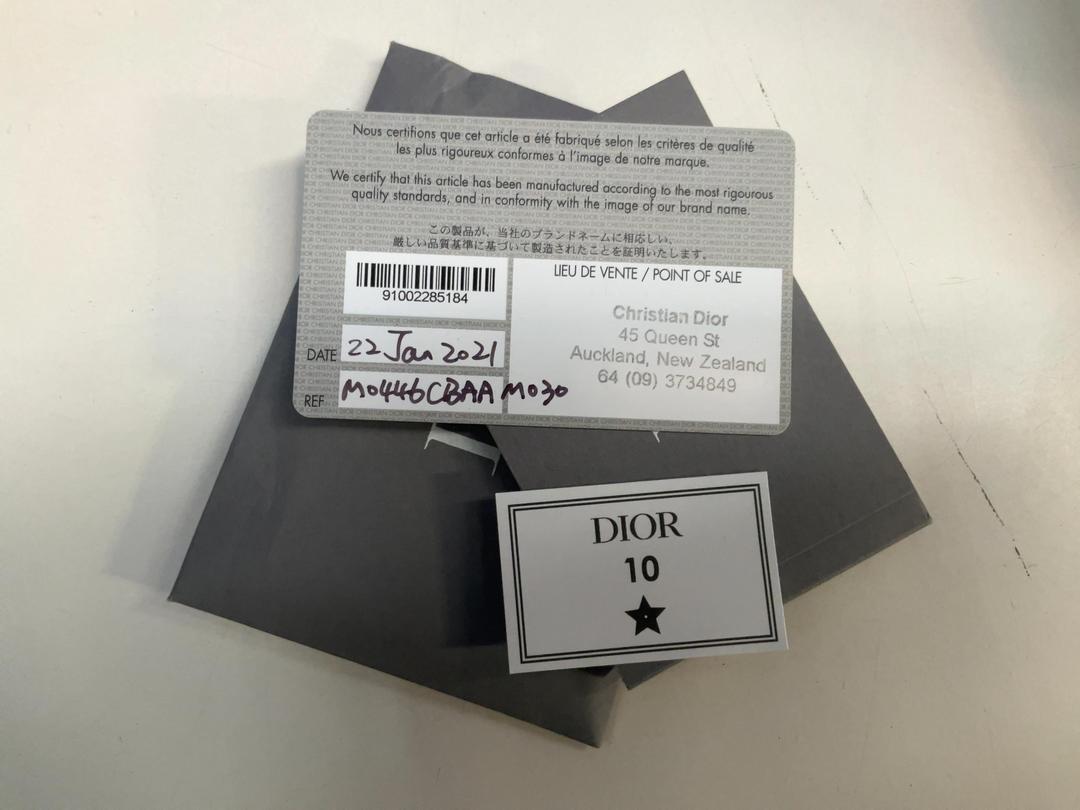 Nous certifions que cet article a été fabriqué selon les critères de qualité
les plus rigoureux conformes à l'image de notre marque.
We certify that this article has been manufactured according to the most rigourous
quality standards, and in conformity with the image of our brand name.
この製品が、当社のブランドネームに相応しい、
厳しい品質基準に基づいて製造されたことを証明いたします。
91002285184
DATE 22 Jan 2021
REF M0446CBAA M030
LIEU DE VENTE / POINT OF SALE
Christian Dior
45 Queen St
Auckland, New Zealand
64 (09) 3734849
DIOR
10